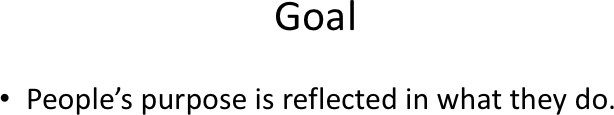 Goal
• People’s purpose is reflected in what they do.